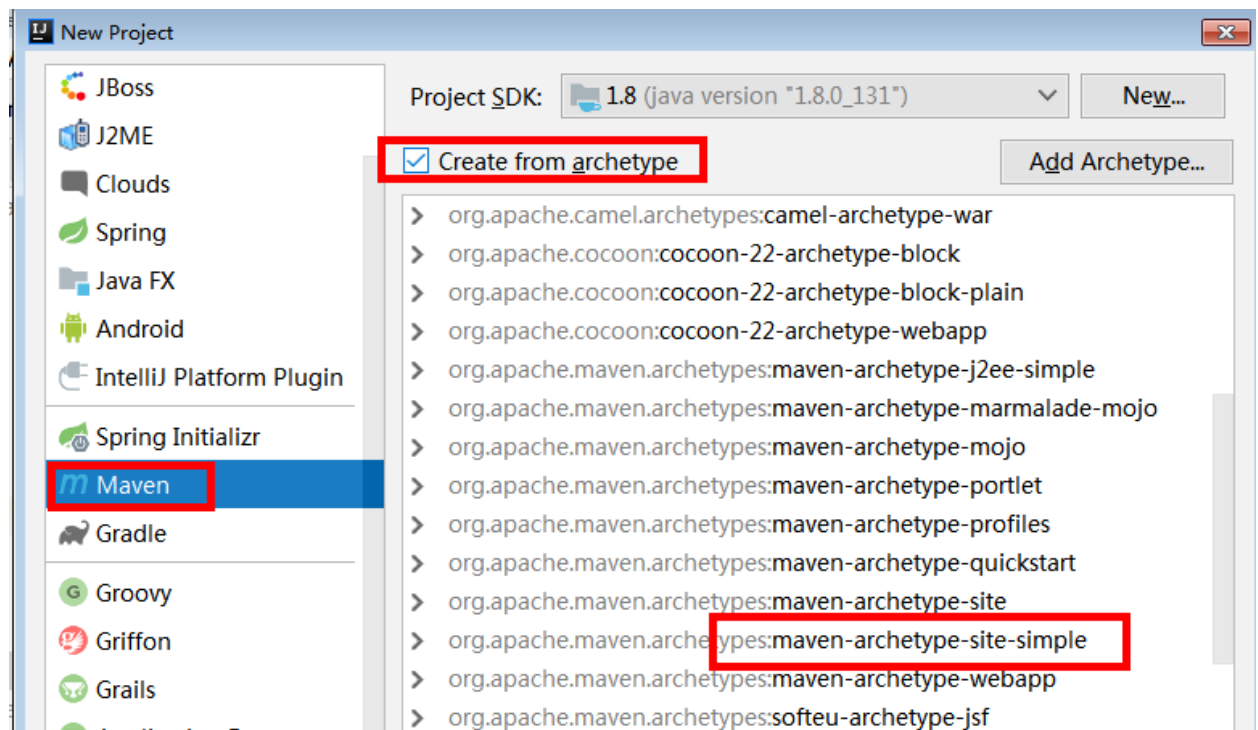 New Project
JBoss
J2ME
Clouds
Spring
Java FX
Android
IntelliJ Platform Plugin
Spring Initializr
Maven
Gradle
Groovy
Griffon
Grails
Project SDK: 1.8 (java version "1.8.0_131") New...
Create from archetype Add Archetype...
org.apache.camel.archetypes:camel-archetype-war
org.apache.cocoon:cocoon-22-archetype-block
org.apache.cocoon:cocoon-22-archetype-block-plain
org.apache.cocoon:cocoon-22-archetype-webapp
org.apache.maven.archetypes:maven-archetype-j2ee-simple
org.apache.maven.archetypes:maven-archetype-marmalade-mojo
org.apache.maven.archetypes:maven-archetype-mojo
org.apache.maven.archetypes:maven-archetype-portlet
org.apache.maven.archetypes:maven-archetype-profiles
org.apache.maven.archetypes:maven-archetype-quickstart
org.apache.maven.archetypes:maven-archetype-site
org.apache.maven.archetypes:maven-archetype-site-simple
org.apache.maven.archetypes:maven-archetype-webapp
org.apache.maven.archetypes:softeu-archetype-jsf